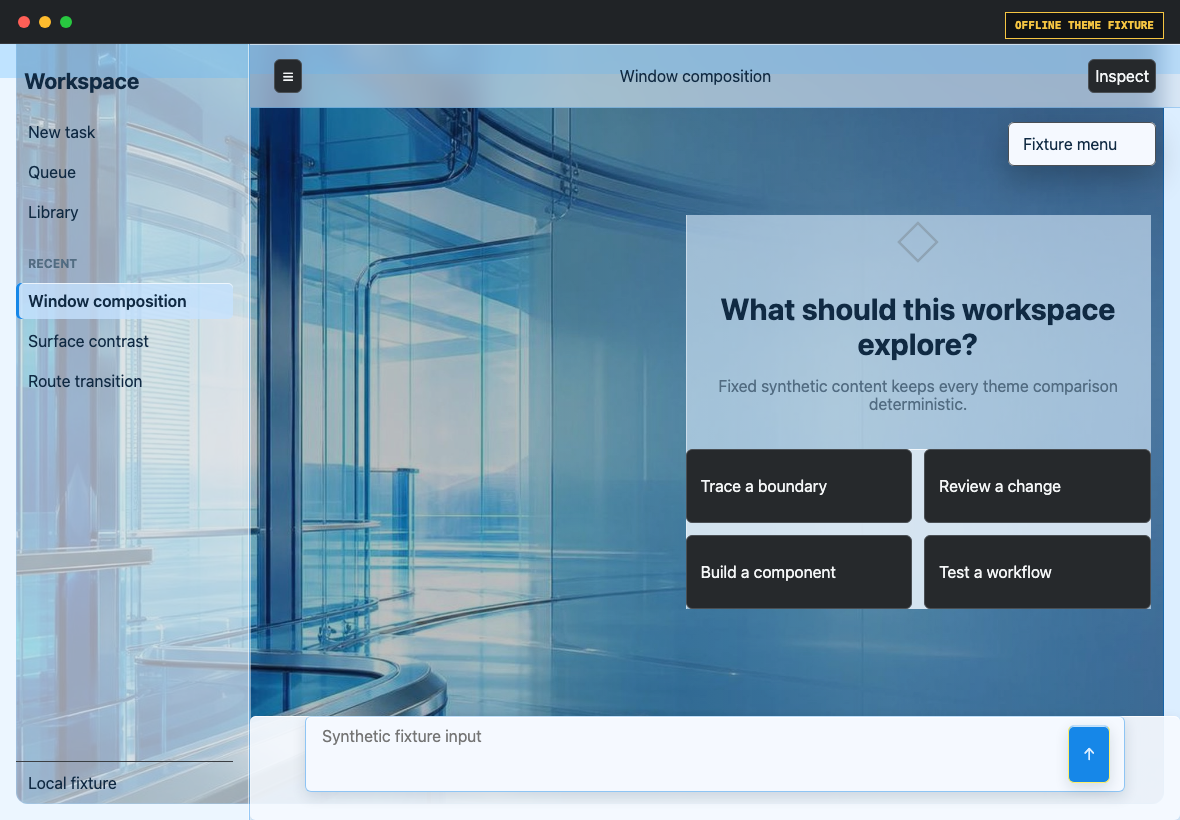 OFFLINE THEME FIXTURE
Workspace
New task
Queue
Library
RECENT
Window composition
Surface contrast
Route transition
Local fixture
Window composition
Inspect
Fixture menu
What should this workspace
explore?
Fixed synthetic content keeps every theme comparison
deterministic.
Trace a boundary
Review a change
Build a component
Test a workflow
Synthetic fixture input